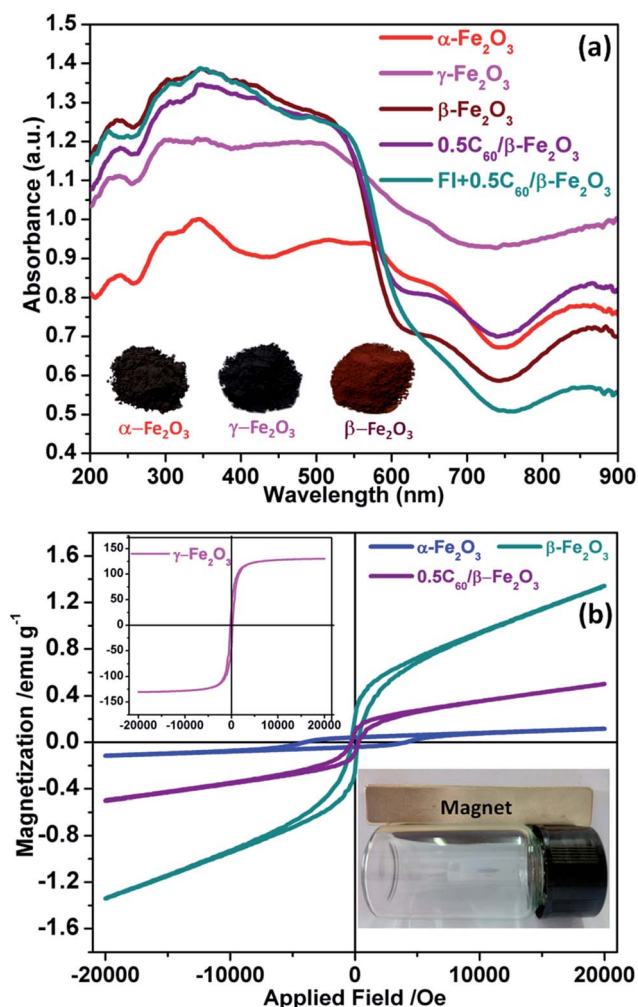 (a)
α-Fe₂O₃
γ-Fe₂O₃
β-Fe₂O₃
0.5C₆₀/β-Fe₂O₃
FI+0.5C₆₀/β-Fe₂O₃
Absorbance (a.u.)
1.5
1.4
1.3
1.2
1.1
1.0
0.9
0.8
0.7
0.6
0.5
0.4
α–Fe₂O₃ γ–Fe₂O₃ β–Fe₂O₃
200 300 400 500 600 700 800 900
Wavelength (nm)
(b)
α-Fe₂O₃ β-Fe₂O₃
0.5C₆₀/β–Fe₂O₃
Magnetization /emu g⁻¹
1.6
1.2
0.8
0.4
0.0
-0.4
-0.8
-1.2
-1.6
γ–Fe₂O₃
150
100
50
0
-50
-100
-150
-20000 -10000 0 10000 20000
Magnet
-20000 -10000 0 10000 20000
Applied Field /Oe